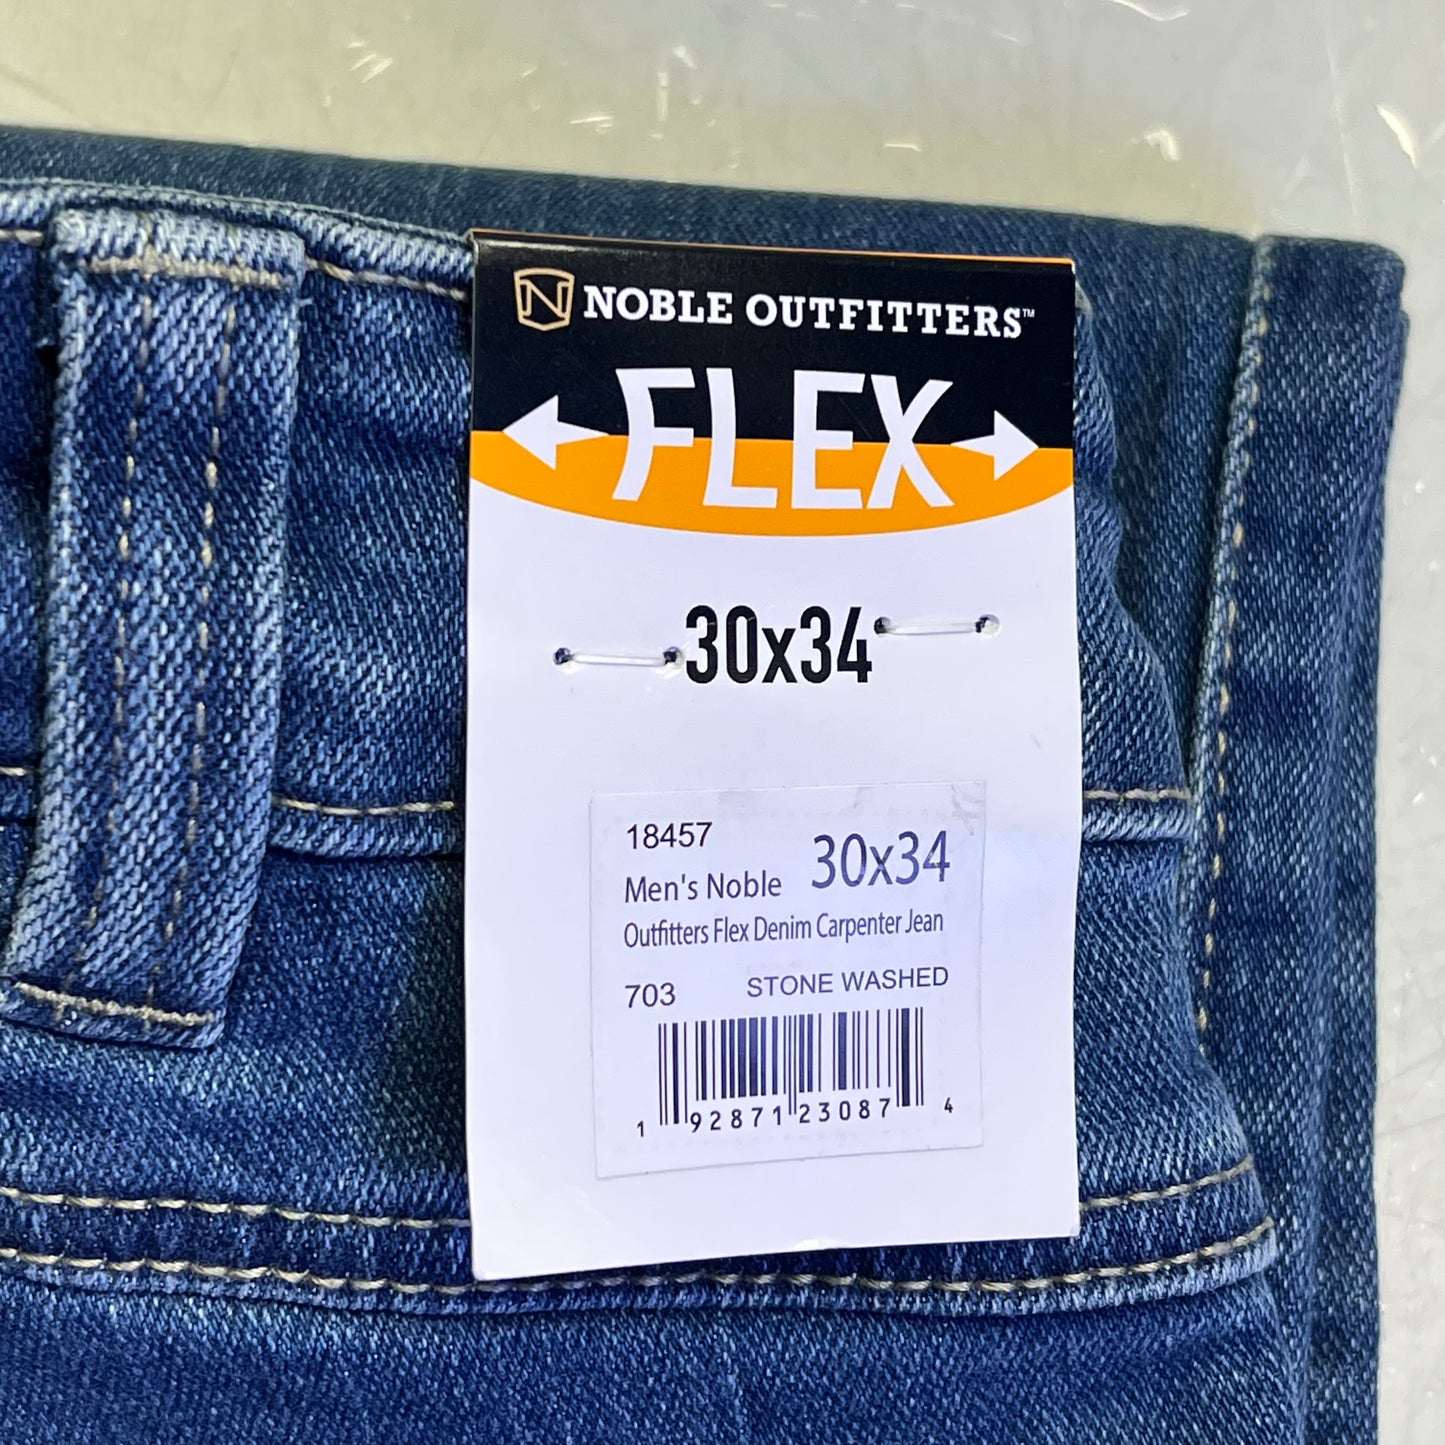 N NOBLE OUTFITTERS™
FLEX
30x34
18457
30x34
Men's Noble
Outfitters Flex Denim Carpenter Jean
703 STONE WASHED
1 92871 23087 4